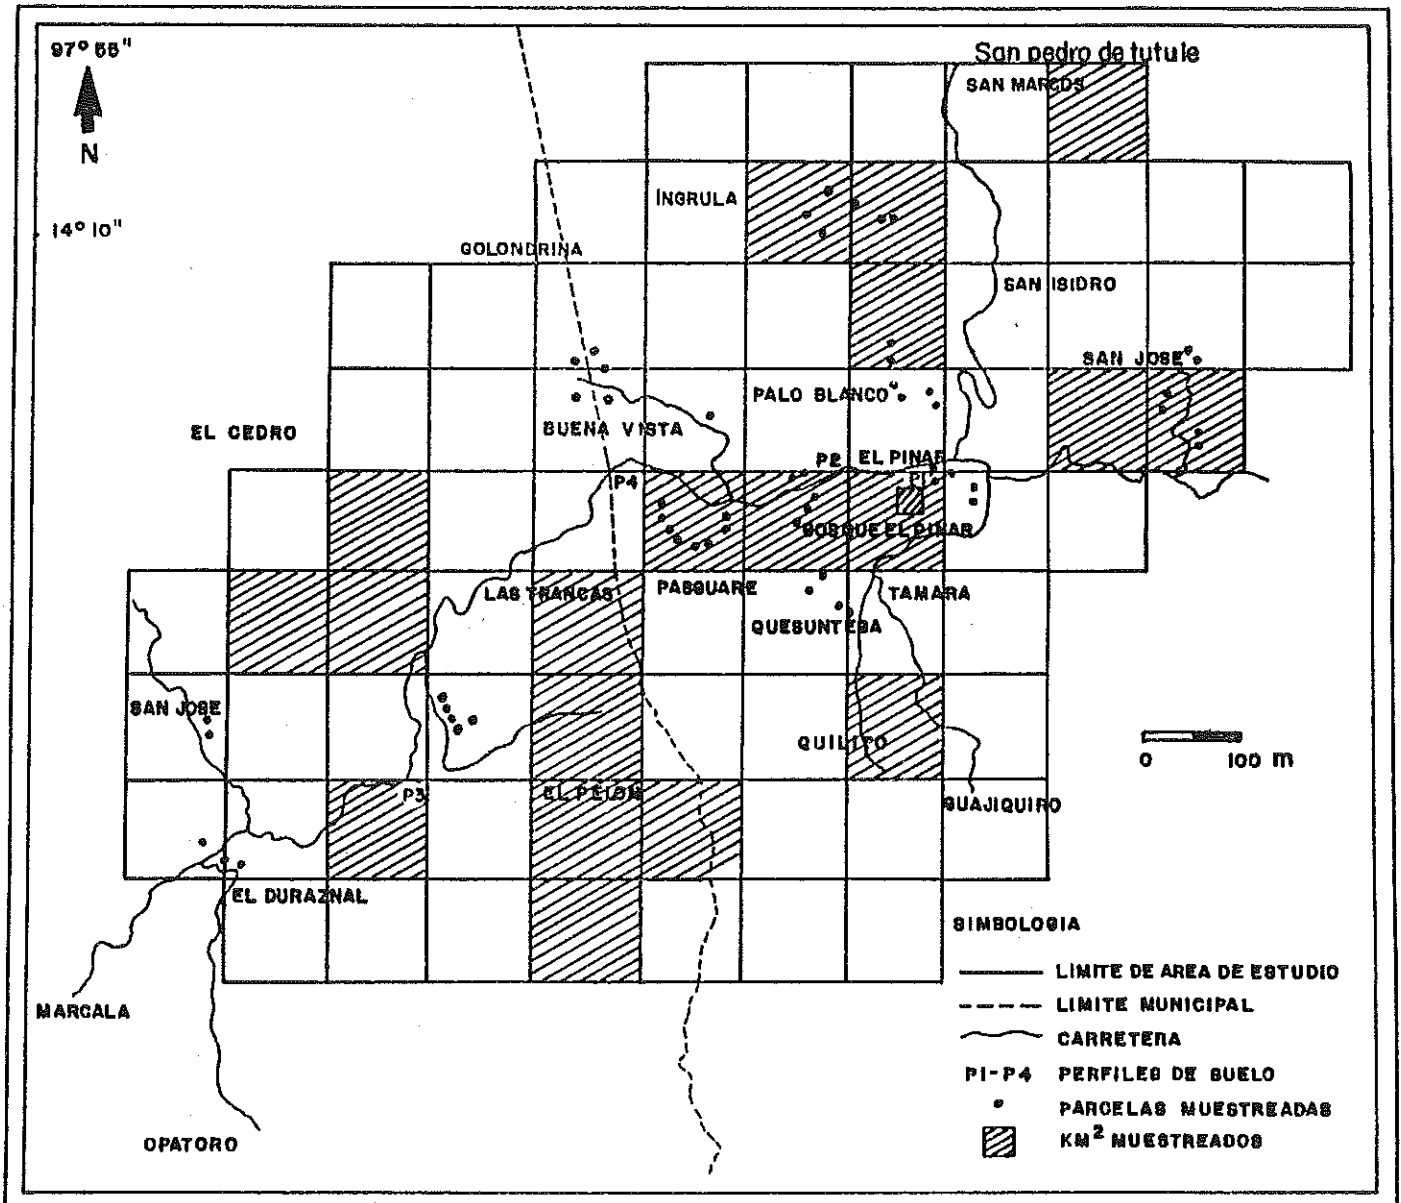 97° 55"
San pedro de tutule
SAN MARCOS
N
INGRULA
14° 10"
GOLONDRINA
SAN ISIDRO
SAN JOSE
PALO BLANCO
EL CEDRO
BUENA VISTA
P2 EL PINAR
P4
P1
BOSQUE EL PINAR
LAS TRANCAS
PASGUARE
TAMARA
QUEBUNTEGA
SAN JOSE
QUILITO
0 100 m
P3
EL PELON
GUAJIQUIRO
EL DURAZNAL
SIMBOLOGIA
LIMITE DE AREA DE ESTUDIO
LIMITE MUNICIPAL
MARCALA
CARRETERA
P1-P4 PERFILES DE SUELO
PARCELAS MUESTREADAS
KM² MUESTREADOS
OPATORO